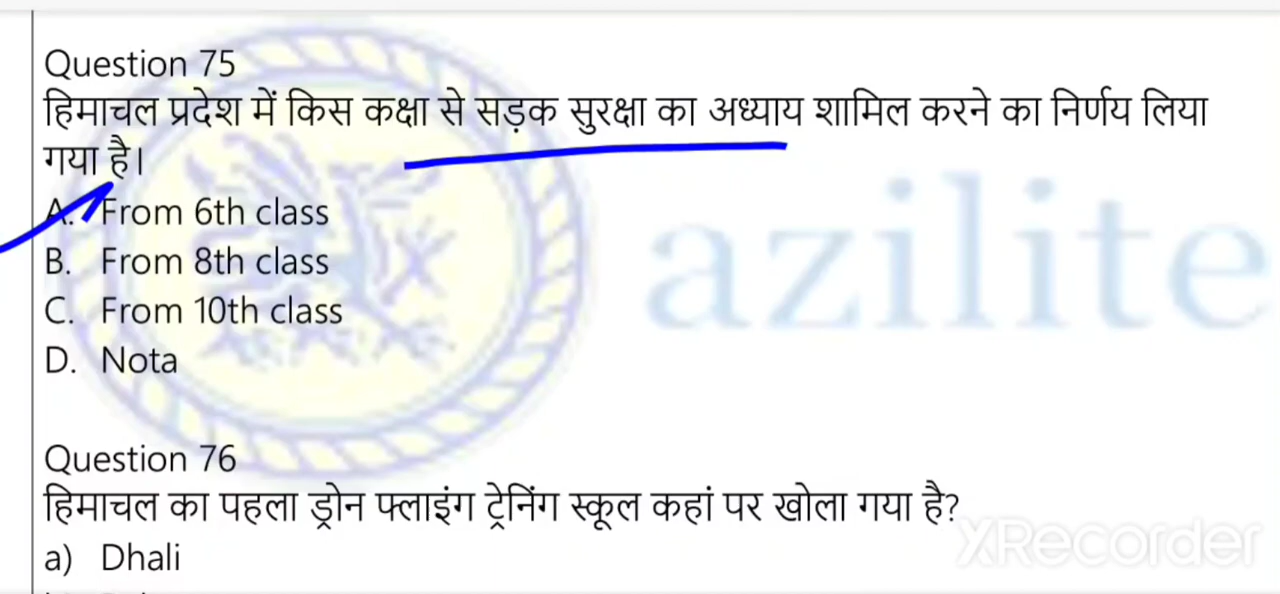 Question 75
हिमाचल प्रदेश में किस कक्षा से सड़क सुरक्षा का अध्याय शामिल करने का निर्णय लिया
गया है।
A. From 6th class
B. From 8th class
C. From 10th class
D. Nota
azilite
Question 76
हिमाचल का पहला ड्रोन फ्लाइंग ट्रेनिंग स्कूल कहां पर खोला गया है?
XRecorder
a) Dhali